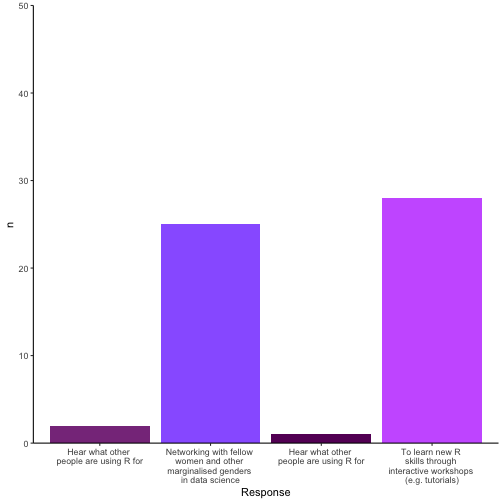 50
40
30
20
10
0
n
Hear what other
people are using R for
Networking with fellow
women and other
marginalised genders
in data science
Hear what other
people are using R for
To learn new R
skills through
interactive workshops
(e.g. tutorials)
Response